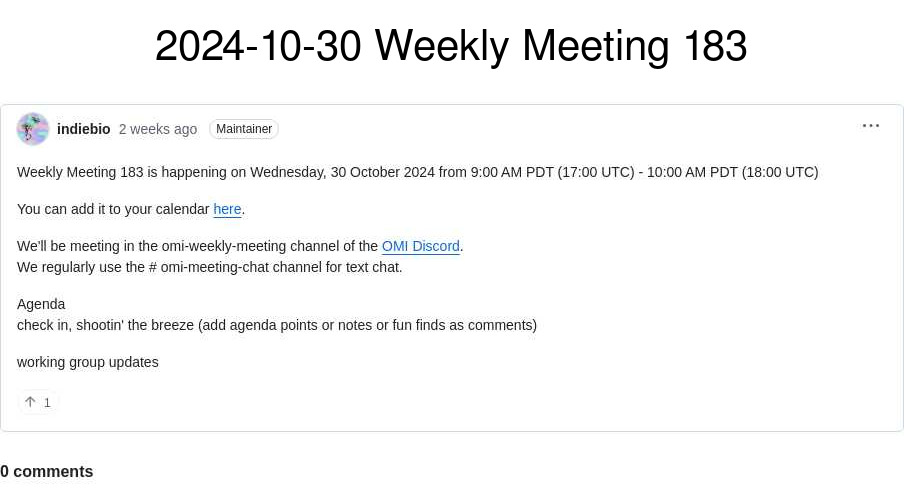 2024-10-30 Weekly Meeting 183
indiebio 2 weeks ago Maintainer
Weekly Meeting 183 is happening on Wednesday, 30 October 2024 from 9:00 AM PDT (17:00 UTC) - 10:00 AM PDT (18:00 UTC)
You can add it to your calendar here.
We'll be meeting in the omi-weekly-meeting channel of the OMI Discord.
We regularly use the # omi-meeting-chat channel for text chat.
Agenda
check in, shootin' the breeze (add agenda points or notes or fun finds as comments)
working group updates
1
0 comments